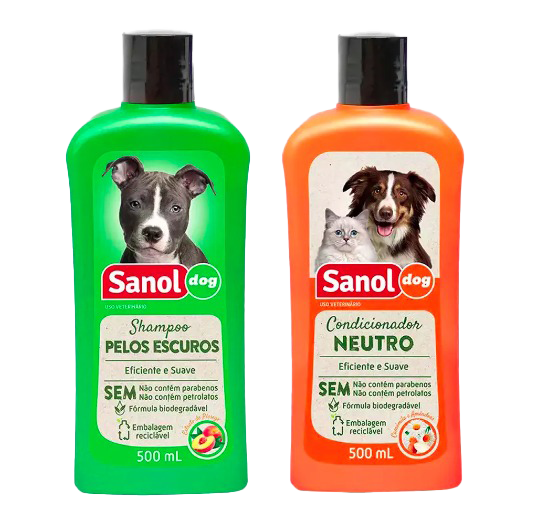 Sanol dog
USO VETERINÁRIO
Shampoo
PELOS ESCUROS
Eficiente e Suave
SEM Não contém parabenos
Não contém petrolatos
Fórmula biodegradável
Embalagem
reciclável
500 mL
Sanol dog
USO VETERINÁRIO
Condicionador
NEUTRO
Eficiente e Suave
SEM Não contém parabenos
Não contém petrolatos
Fórmula biodegradável
Embalagem
reciclável
500 mL